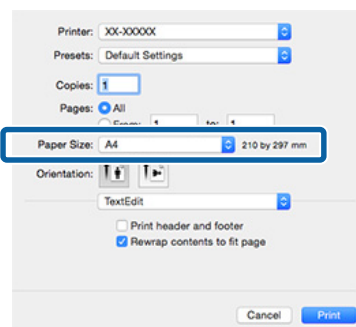 Printer: XX-XXXXX
Presets: Default Settings
Copies: 1
Pages: All
From: 1 to: 1
Paper Size: A4 210 by 297 mm
Orientation:
TextEdit
Print header and footer
Rewrap contents to fit page
Cancel Print